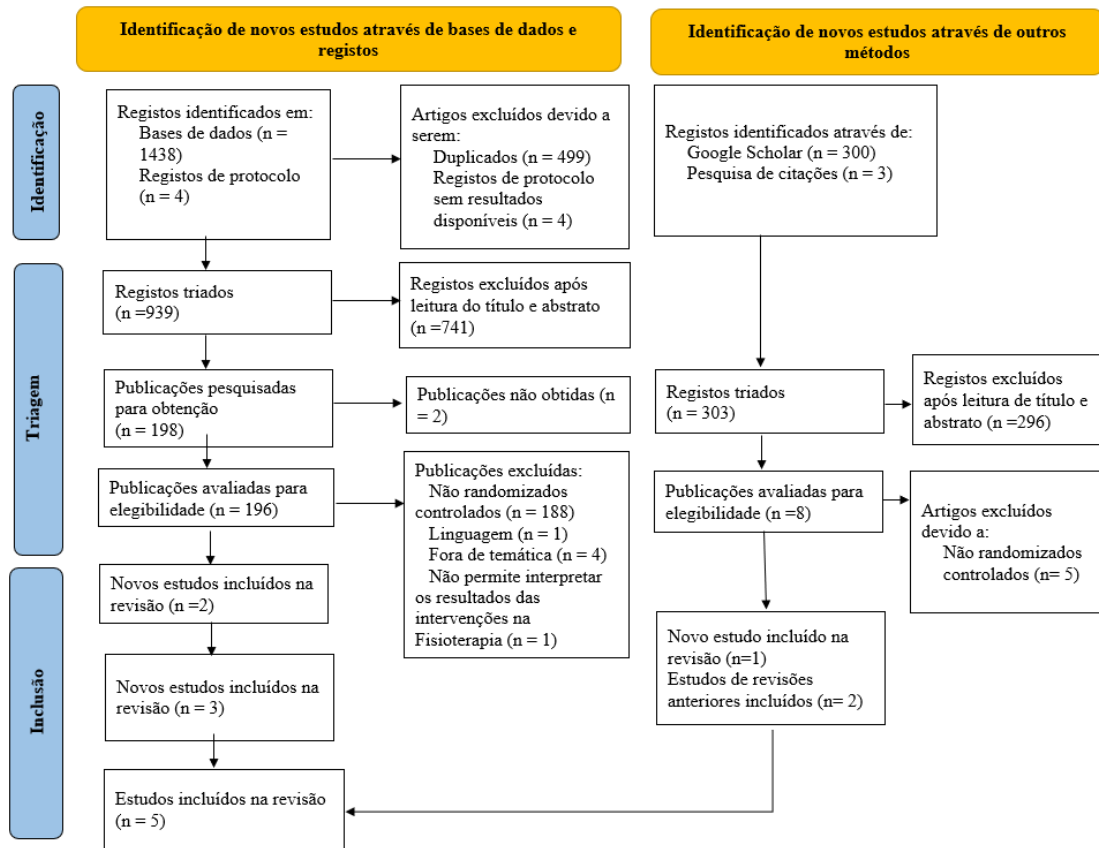 Identificação de novos estudos através de bases de dados e
registos
Identificação de novos estudos através de outros
métodos
Identificação
Registos identificados em:
Bases de dados (n =
1438)
Registos de protocolo
(n = 4)
Artigos excluídos devido a
serem:
Duplicados (n = 499)
Registos de protocolo
sem resultados
disponíveis (n = 4)
Registos identificados através de:
Google Scholar (n = 300)
Pesquisa de citações (n = 3)
Triagem
Registos triados
(n =939)
Registos excluídos após
leitura do título e abstrato
(n =741)
Publicações pesquisadas
para obtenção
(n = 198)
Publicações não obtidas (n
= 2)
Registos triados
(n = 303)
Registos excluídos
após leitura de título e
abstrato (n =296)
Publicações avaliadas para
elegibilidade (n = 196)
Publicações excluídas:
Não randomizados
controlados (n = 188)
Linguagem (n = 1)
Fora de temática (n = 4)
Não permite interpretar
os resultados das
intervenções na
Fisioterapia (n = 1)
Publicações avaliadas para
elegibilidade (n =8)
Artigos excluídos
devido a:
Não randomizados
controlados (n= 5)
Inclusão
Novos estudos incluídos na
revisão (n =2)
Novos estudos incluídos na
revisão (n = 3)
Novo estudo incluído na
revisão (n=1)
Estudos de revisões
anteriores incluídos (n= 2)
Estudos incluídos na revisão
(n = 5)